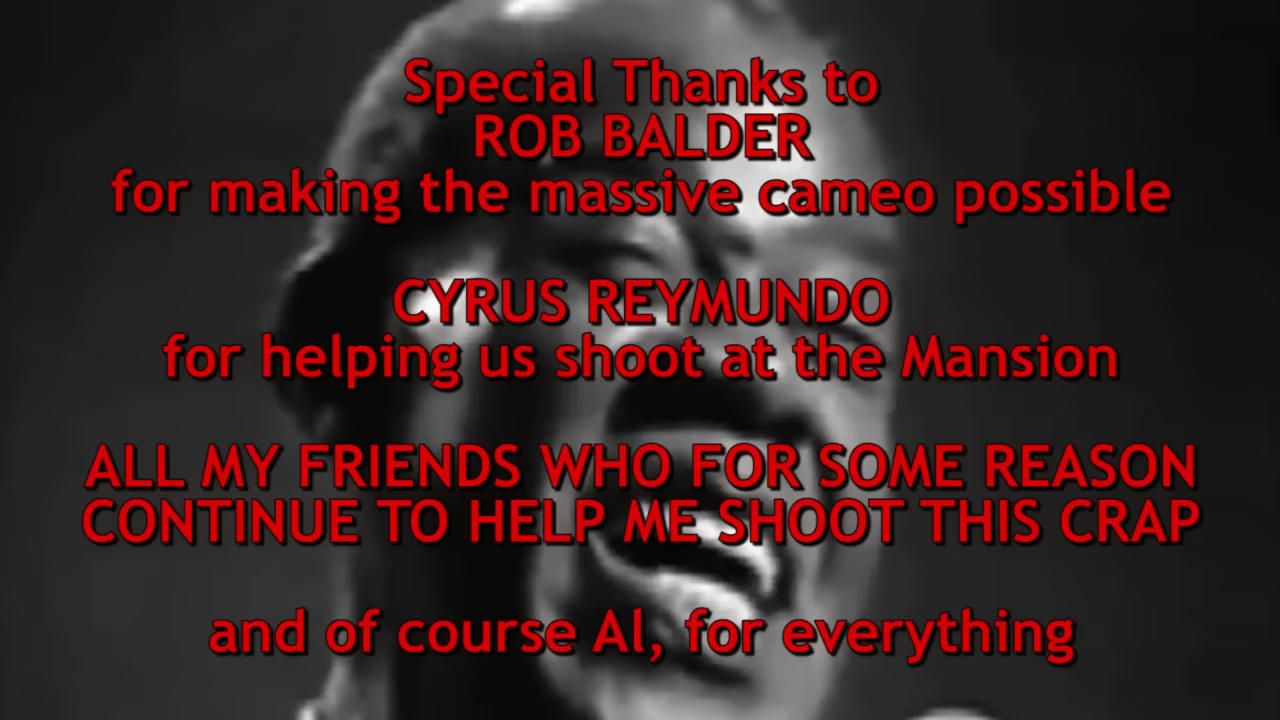 Special Thanks to
ROB BALDER
for making the massive cameo possible
CYRUS REYMUNDO
for helping us shoot at the Mansion
ALL MY FRIENDS WHO FOR SOME REASON
CONTINUE TO HELP ME SHOOT THIS CRAP
and of course Al, for everything